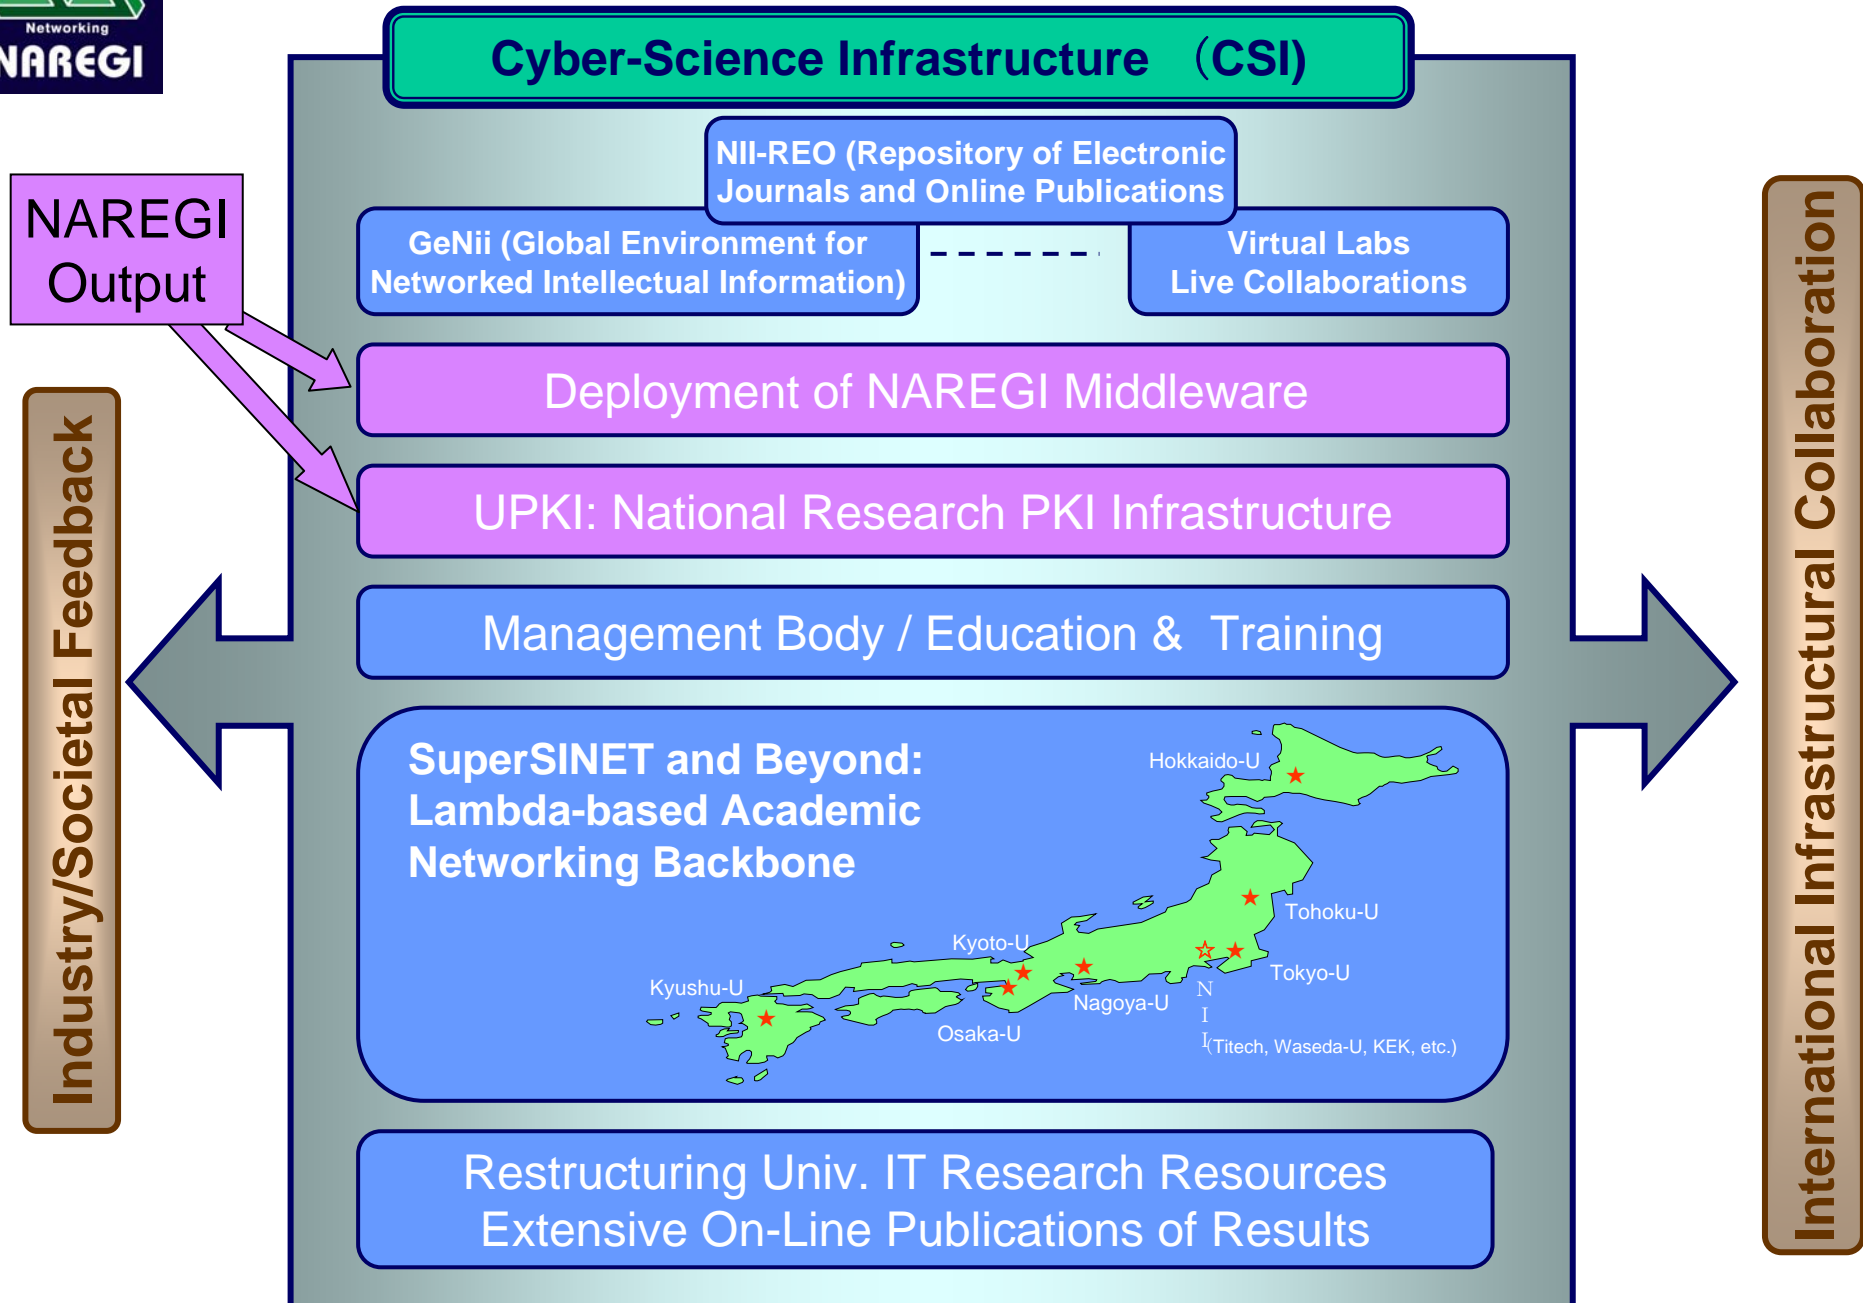 Networking
NAREGI
Cyber-Science Infrastructure （CSI)
NII-REO (Repository of Electronic
Journals and Online Publications
NAREGI
Output
GeNii (Global Environment for
Networked Intellectual Information)
Virtual Labs
Live Collaborations
Deployment of NAREGI Middleware
UPKI: National Research PKI Infrastructure
Management Body / Education & Training
Industry/Societal Feedback
International Infrastructural Collaboration
SuperSINET and Beyond:
Lambda-based Academic
Networking Backbone
Hokkaido-U
Tohoku-U
Kyoto-U
Tokyo-U
Kyushu-U
Nagoya-U
N
I
I
Osaka-U
(Titech, Waseda-U, KEK, etc.)
Restructuring Univ. IT Research Resources
Extensive On-Line Publications of Results